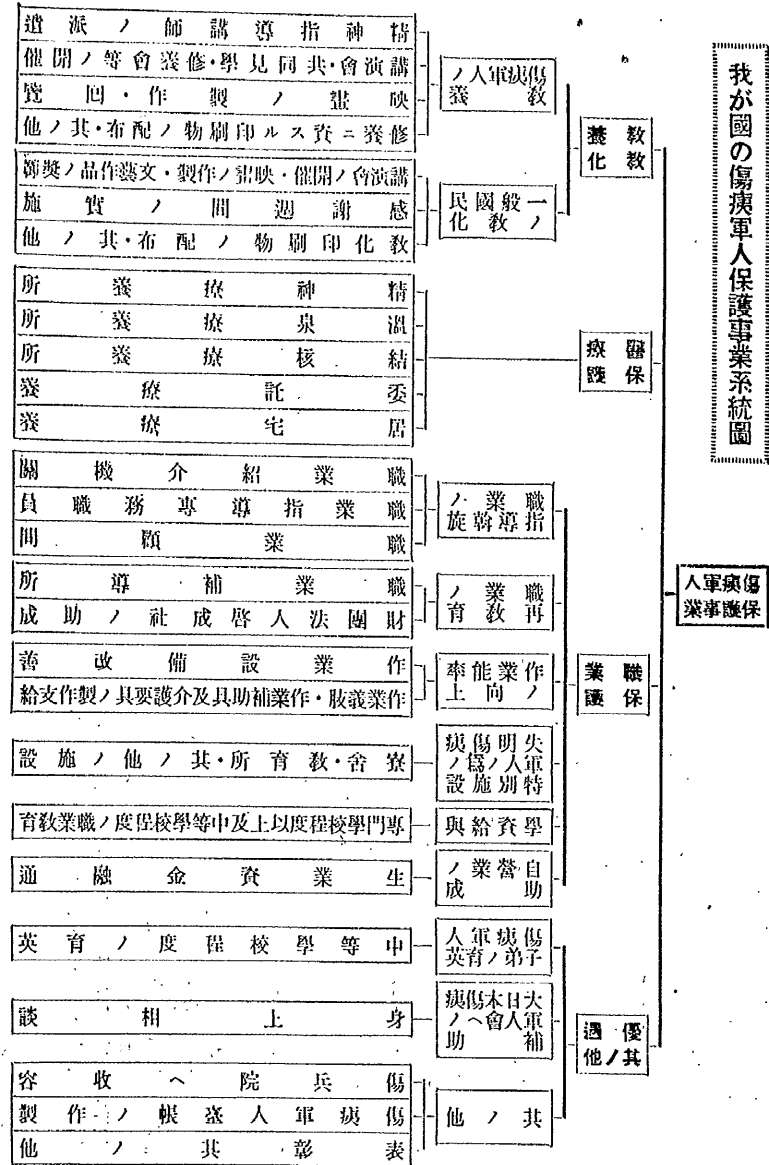 我が國の傷痍軍人保護事業系統圖
傷痍軍人
保護事業
教養
教化
傷痍軍人ノ
教養
精神指導講師ノ派遣
講演會・共同見學・修養會等ノ開催
映畫ノ製作・回覽
修養ニ資スル印刷物ノ配布・其ノ他
一般國民
ノ教化
講演會ノ開催・映畫ノ作製・文藝作品ノ奬勵
感謝週間ノ實施
教化印刷物ノ配布・其ノ他
醫療
保護
精神療養所
溫泉療養所
結核療養所
委託療養
居宅療養
職業
保護
職業ノ
指導斡旋
職業紹介機關
職業指導專務職員
職業顧問
職業ノ
再教育
職業補導所
財團法人啓成社ノ助成
作業能率
ノ向上
作業設備改善
作業義肢・作業補助具及介護要具ノ製作支給
失明傷痍
軍人ノ爲ノ
特別施設
寮舍・教育所・其ノ他ノ施設
學資給與
專門學校程度以上及中等學校程度ノ職業教育
自營業ノ
助成
生業資金融通
優遇
其ノ他
傷痍軍人
子弟ノ育英
中等學校程度ノ育英
大日本傷痍
軍人會ヘノ
補助
身上相談
其ノ他
傷兵院ヘ收容
傷痍軍人臺帳ノ作製
表彰其ノ他